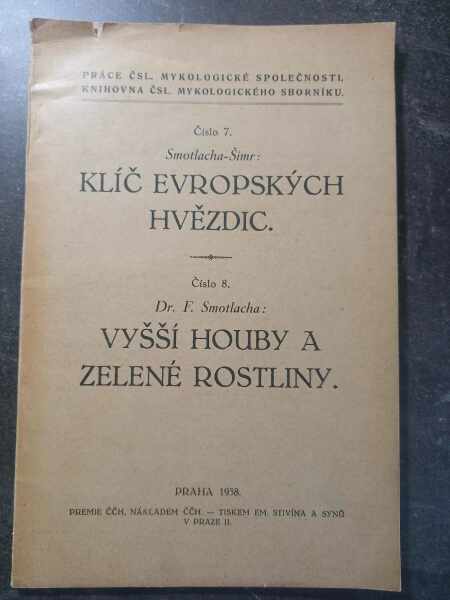 PRÁCE ČSL. MYKOLOGICKÉ SPOLEČNOSTI.
KNIHOVNA ČSL. MYKOLOGICKÉHO SBORNÍKU.
Číslo 7.
Smotlacha-Šimr:
KLÍČ EVROPSKÝCH
HVĚZDIC.
Číslo 8.
Dr. F. Smotlacha:
VYŠŠÍ HOUBY A
ZELENÉ ROSTLINY.
PRAHA 1938.
PREMIE ČČH, NÁKLADEM ČČH. — TISKEM EM. STIVÍNA A SYNŮ
V PRAZE II.